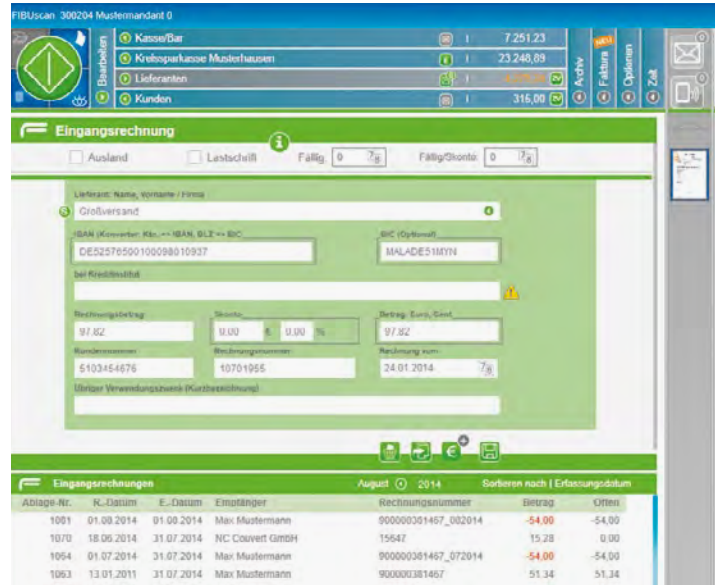 FIBUscan 300204 Mustermandant 0
Bearbeiten
Kasse/Bar 7.251,23
Kreissparkasse Musterhausen 23.248,89
Lieferanten
Kunden 315,00
Archiv
NEU
Faktura
Optionen
Zeit
Eingangsrechnung
Ausland Lastschrift Fällig: 0 Fällig/Skonto: 0
Lieferant: Name, Vorname / Firma
Großversand
IBAN (Konverter: Kto. => IBAN, BLZ => BIC BIC (Optional)
DE52576500100098010937 MALADE51MYN
bei Kreditinstitut
Rechnungsbetrag Skonto Betrag: Euro, Cent
97.82 0.00 € 0.00 % 97.82
Kundennummer Rechnungsnummer Rechnung vom
5103454676 10701955 24.01.2014
Übriger Verwendungszweck (Kurzbezeichnung)
Eingangsrechnungen August 2014 Sortieren nach | Erfassungsdatum
Ablage-Nr. R.-Datum E.-Datum Empfänger Rechnungsnummer Betrag Offen
1081 01.08.2014 01.08.2014 Max Mustermann 900000381467_082014 -54,00 -54,00
1070 18.06.2014 31.07.2014 NC Couvert GmbH 15647 15.28 0.00
1064 01.07.2014 31.07.2014 Max Mustermann 900000381467_072014 -54,00 -54,00
1063 13.01.2011 31.07.2014 Max Mustermann 900000381467 51.34 51.34